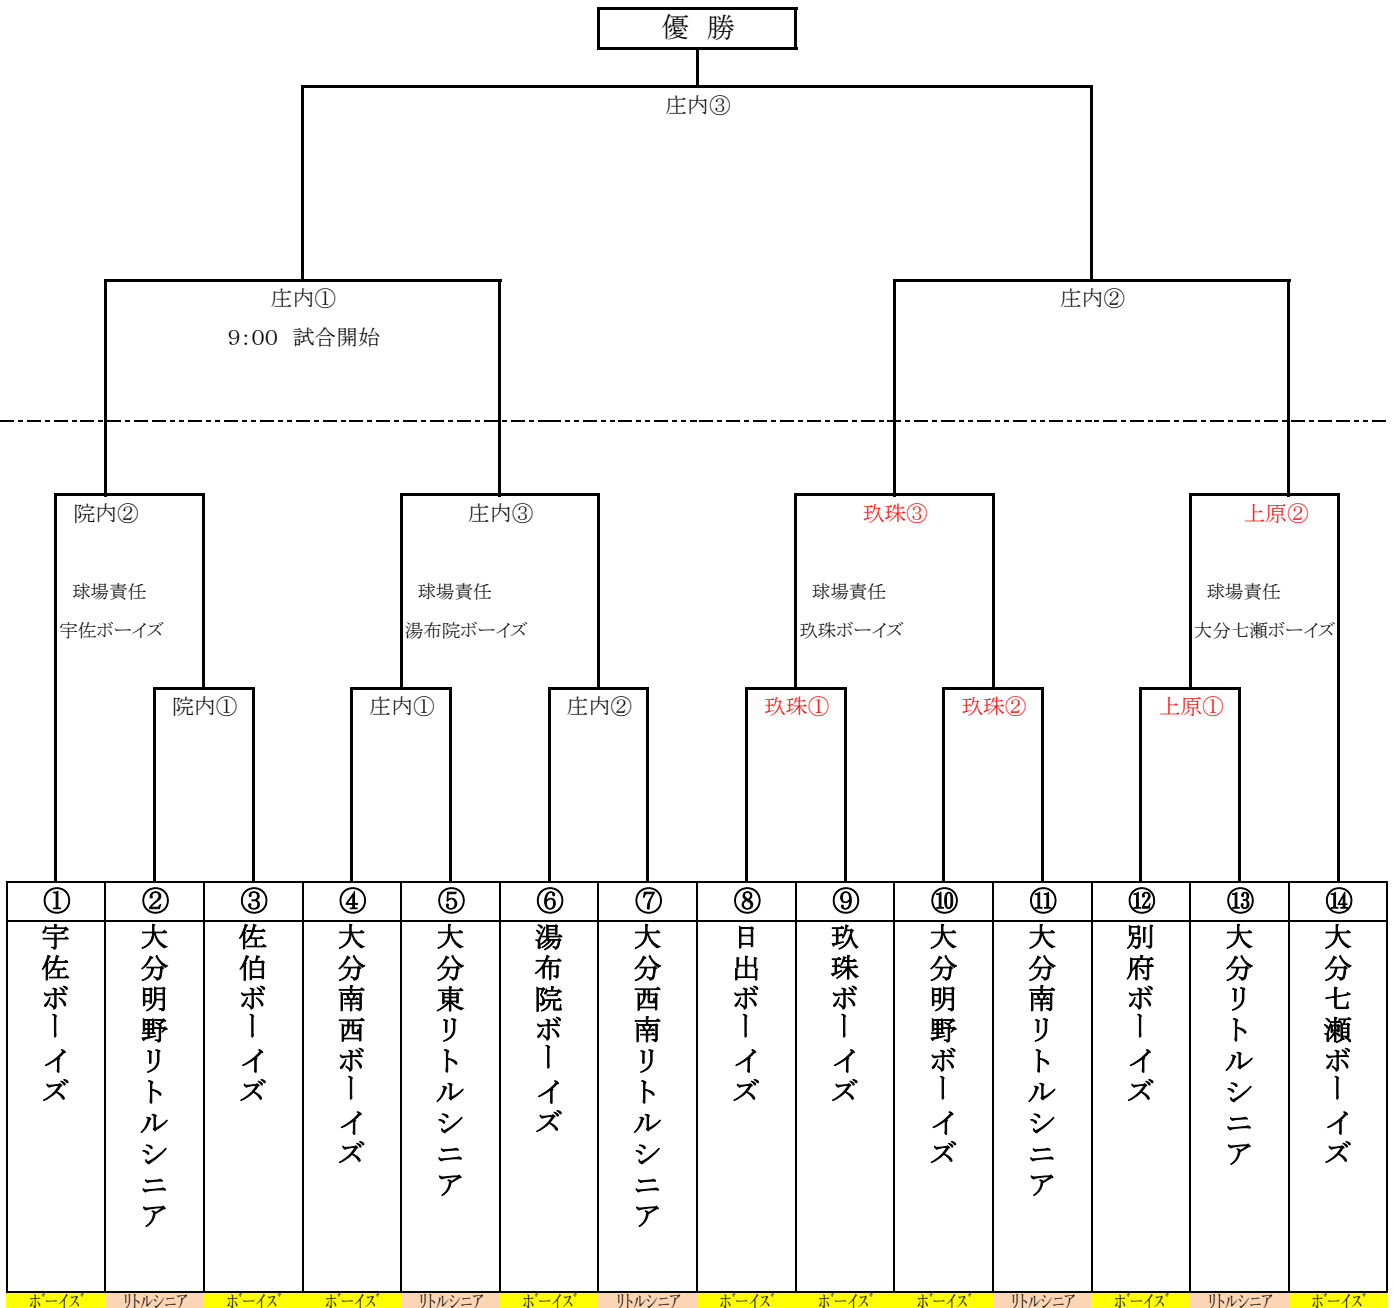 優 勝
庄内③
庄内①
庄内②
9:00 試合開始
院内②
庄内③
玖珠③
上原②
球場責任
球場責任
球場責任
球場責任
宇佐ボーイズ
湯布院ボーイズ
玖珠ボーイズ
大分七瀬ボーイズ
院内①
庄内①
庄内②
玖珠①
玖珠②
上原①
① ② ③ ④ ⑤ ⑥ ⑦ ⑧ ⑨ ⑩ ⑪ ⑫ ⑬ ⑭
宇佐ボーイズ
大分明野リトルシニア
佐伯ボーイズ
大分南西ボーイズ
大分東リトルシニア
湯布院ボーイズ
大分西南リトルシニア
日出ボーイズ
玖珠ボーイズ
大分明野ボーイズ
大分南リトルシニア
別府ボーイズ
大分リトルシニア
大分七瀬ボーイズ
ボーイズ リトルシニア ボーイズ ボーイズ リトルシニア ボーイズ リトルシニア ボーイズ ボーイズ ボーイズ リトルシニア ボーイズ リトルシニア ボーイズ